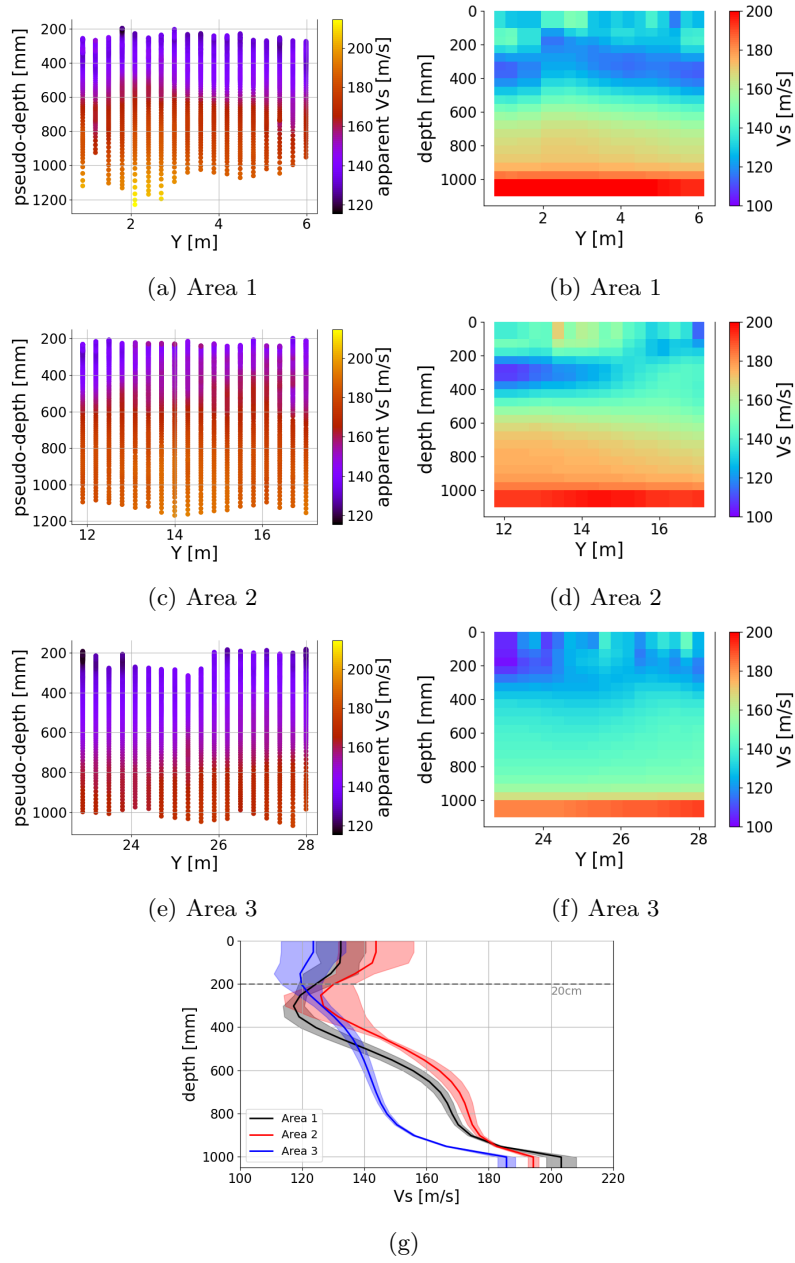 200
400
600
800
1000
1200
pseudo-depth [mm]
2
4
6
Y [m]
200
180
160
140
120
apparent Vs [m/s]
(a) Area 1
0
200
400
600
800
1000
depth [mm]
2
4
6
Y [m]
200
180
160
140
120
100
Vs [m/s]
(b) Area 1
200
400
600
800
1000
1200
pseudo-depth [mm]
12
14
16
Y [m]
200
180
160
140
120
apparent Vs [m/s]
(c) Area 2
0
200
400
600
800
1000
depth [mm]
12
14
16
Y [m]
200
180
160
140
120
100
Vs [m/s]
(d) Area 2
200
400
600
800
1000
pseudo-depth [mm]
24
26
28
Y [m]
200
180
160
140
120
apparent Vs [m/s]
(e) Area 3
0
200
400
600
800
1000
depth [mm]
24
26
28
Y [m]
200
180
160
140
120
100
Vs [m/s]
(f) Area 3
0
200
400
600
800
1000
depth [mm]
20cm
Area 1
Area 2
Area 3
100 120 140 160 180 200 220
Vs [m/s]
(g)